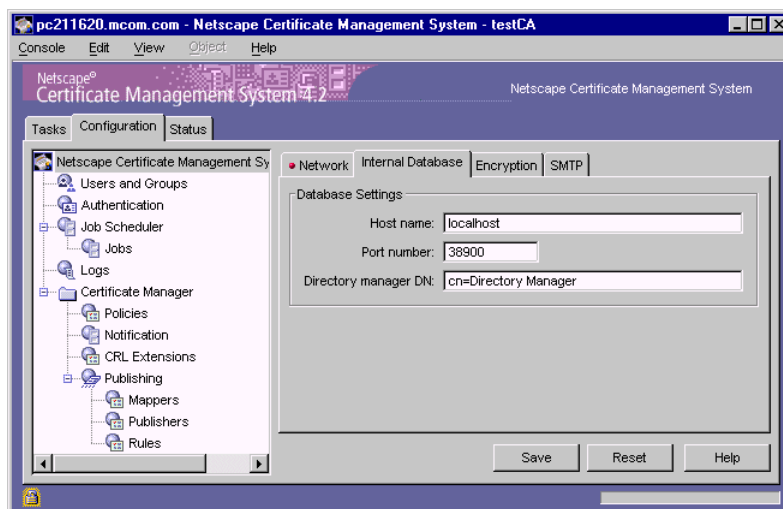 pc211620.mcom.com - Netscape Certificate Management System - testCA
Console Edit View Object Help
Netscape®
Certificate Management System 4.2
Netscape Certificate Management System
Tasks Configuration Status
Netscape Certificate Management Sy
Users and Groups
Authentication
Job Scheduler
Jobs
Logs
Certificate Manager
Policies
Notification
CRL Extensions
Publishing
Mappers
Publishers
Rules
Network Internal Database Encryption SMTP
Database Settings
Host name: localhost
Port number: 38900
Directory manager DN: cn=Directory Manager
Save Reset Help